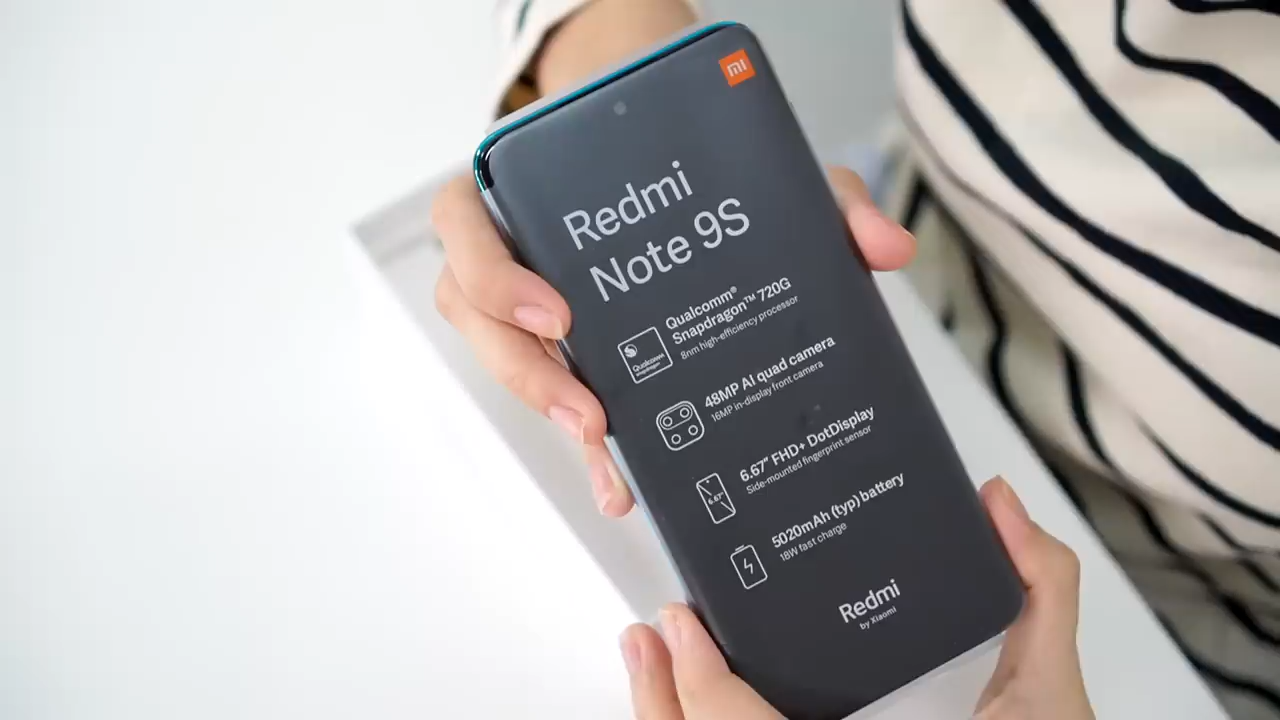 mi
Redmi
Note 9S
Qualcomm®
Snapdragon™ 720G
8nm high-efficiency processor
Qualcomm
snapdragon
48MP AI quad camera
16MP in-display front camera
6.67" FHD+ DotDisplay
Side-mounted fingerprint sensor
6.67"
5020mAh (typ) battery
18W fast charge
Redmi
by Xiaomi